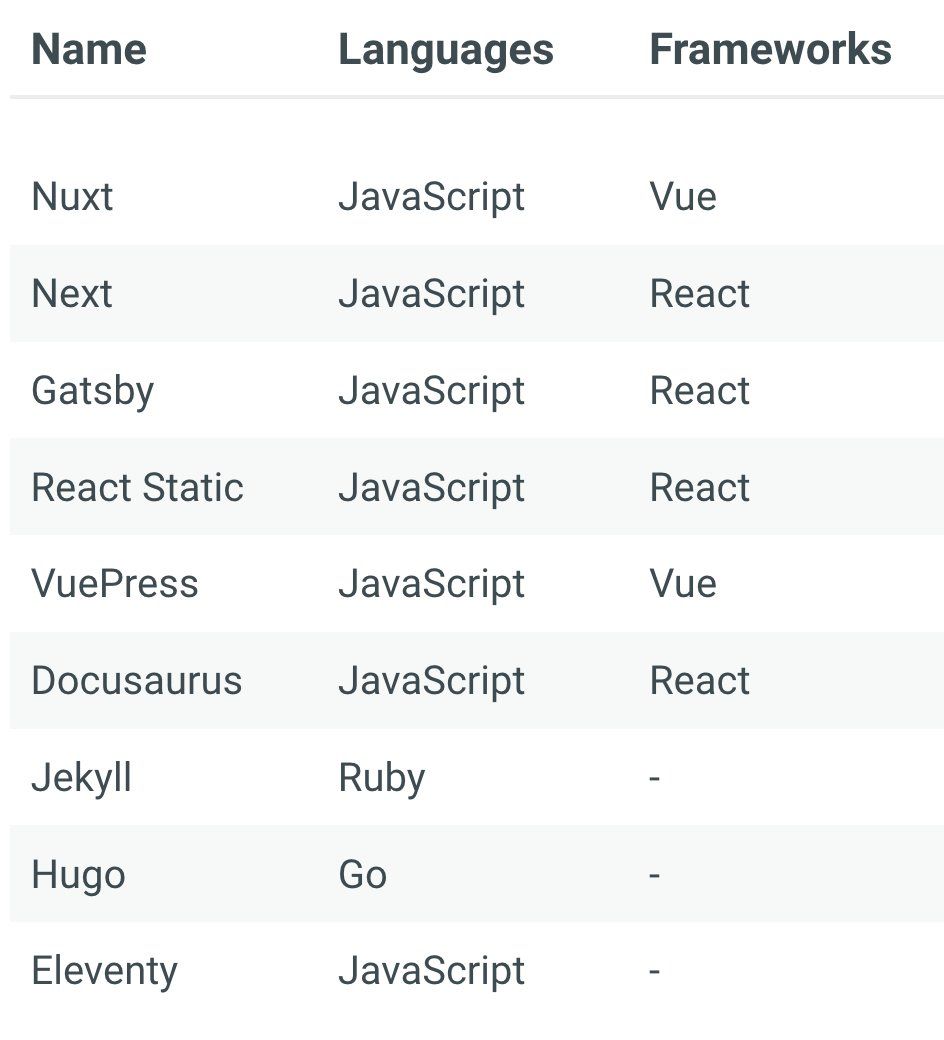 Name Languages Frameworks
Nuxt JavaScript Vue
Next JavaScript React
Gatsby JavaScript React
React Static JavaScript React
VuePress JavaScript Vue
Docusaurus JavaScript React
Jekyll Ruby -
Hugo Go -
Eleventy JavaScript -